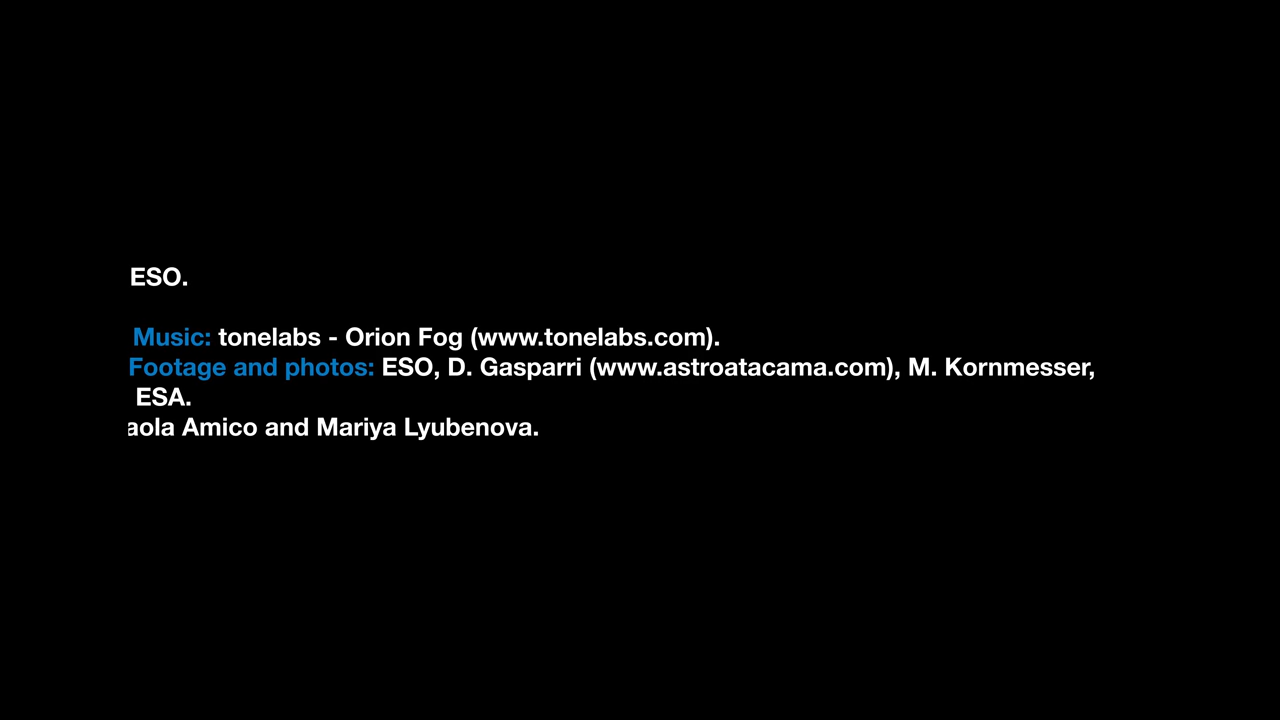 ESO.
Music: tonelabs - Orion Fog (www.tonelabs.com).
Footage and photos: ESO, D. Gasparri (www.astroatacama.com), M. Kornmesser,
ESA.
aola Amico and Mariya Lyubenova.